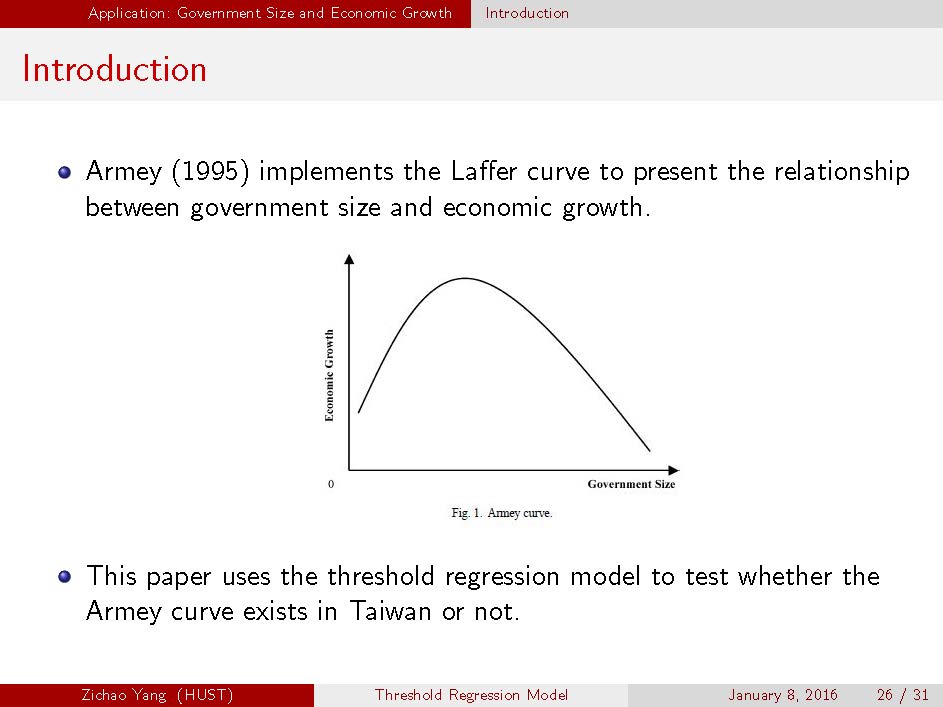 Application: Government Size and Economic Growth Introduction
Introduction
Armey (1995) implements the Laffer curve to present the relationship
between government size and economic growth.
Economic Growth
0
Government Size
Fig. 1. Armey curve.
This paper uses the threshold regression model to test whether the
Armey curve exists in Taiwan or not.
Zichao Yang (HUST) Threshold Regression Model January 8, 2016 26 / 31